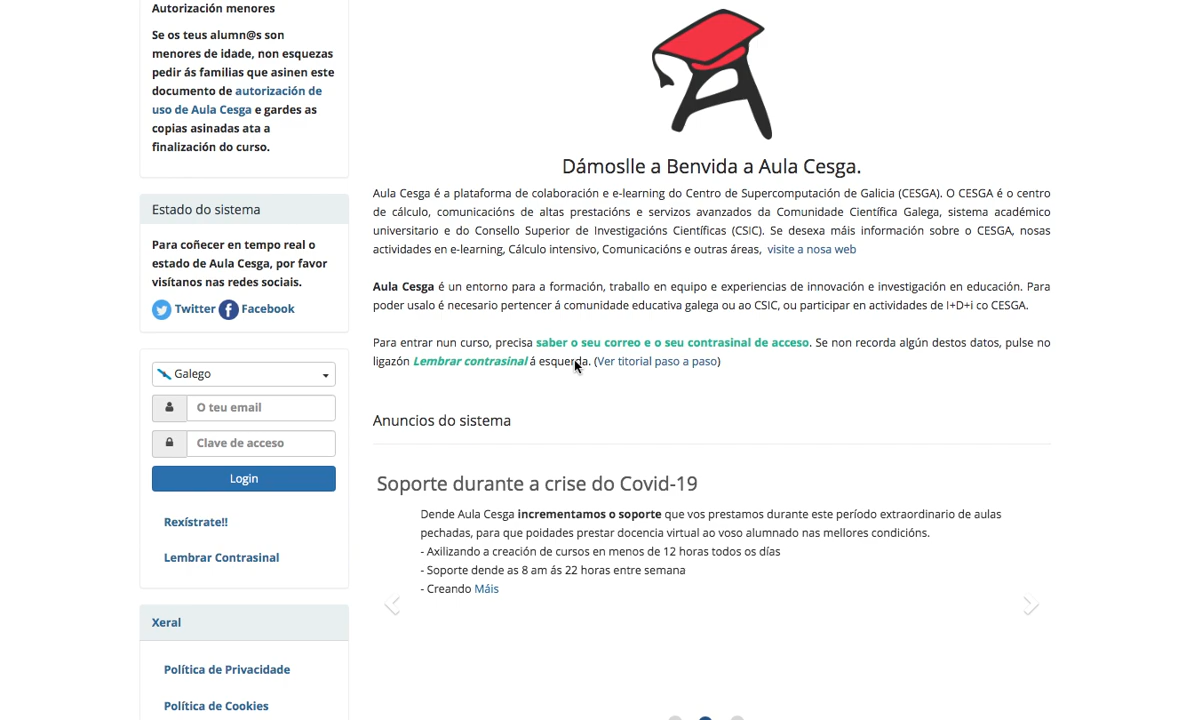 Autorización menores
Se os teus alumn@s son
menores de idade, non esquezas
pedir ás familias que asinen este
documento de autorización de
uso de Aula Cesga e gardes as
copias asinadas ata a
finalización do curso.
Estado do sistema
Para coñecer en tempo real o
estado de Aula Cesga, por favor
visítanos nas redes sociais.
Twitter Facebook
Galego
O teu email
Clave de acceso
Login
Rexístrate!!
Lembrar Contrasinal
Xeral
Política de Privacidade
Política de Cookies
Dámoslle a Benvida a Aula Cesga.
Aula Cesga é a plataforma de colaboración e e-learning do Centro de Supercomputación de Galicia (CESGA). O CESGA é o centro
de cálculo, comunicacións de altas prestacións e servizos avanzados da Comunidade Científica Galega, sistema académico
universitario e do Consello Superior de Investigacións Científicas (CSIC). Se desexa máis información sobre o CESGA, nosas
actividades en e-learning, Cálculo intensivo, Comunicacións e outras áreas, visite a nosa web
Aula Cesga é un entorno para a formación, traballo en equipo e experiencias de innovación e investigación en educación. Para
poder usalo é necesario pertencer á comunidade educativa galega ou ao CSIC, ou participar en actividades de I+D+i co CESGA.
Para entrar nun curso, precisa saber o seu correo e o seu contrasinal de acceso. Se non recorda algún destos datos, pulse no
ligazón Lembrar contrasinal á esquerda. (Ver titorial paso a paso)
Anuncios do sistema
Soporte durante a crise do Covid-19
Dende Aula Cesga incrementamos o soporte que vos prestamos durante este período extraordinario de aulas
pechadas, para que poidades prestar docencia virtual ao voso alumnado nas mellores condicións.
- Axilizando a creación de cursos en menos de 12 horas todos os días
- Soporte dende as 8 am ás 22 horas entre semana
- Creando Máis